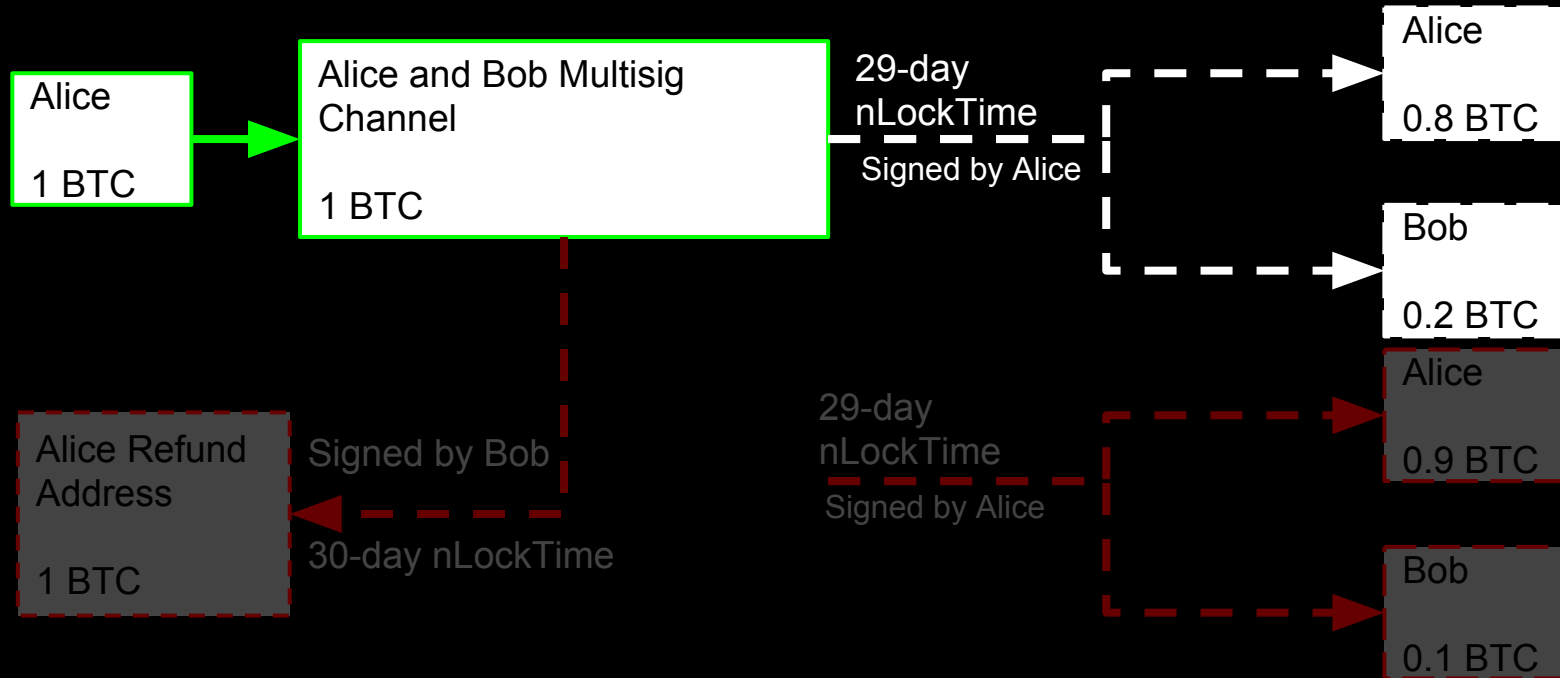 Alice
1 BTC
Alice and Bob Multisig
Channel
1 BTC
29-day
nLockTime
Signed by Alice
Alice
0.8 BTC
Bob
0.2 BTC
Alice Refund
Address
1 BTC
Signed by Bob
30-day nLockTime
29-day
nLockTime
Signed by Alice
Alice
0.9 BTC
Bob
0.1 BTC